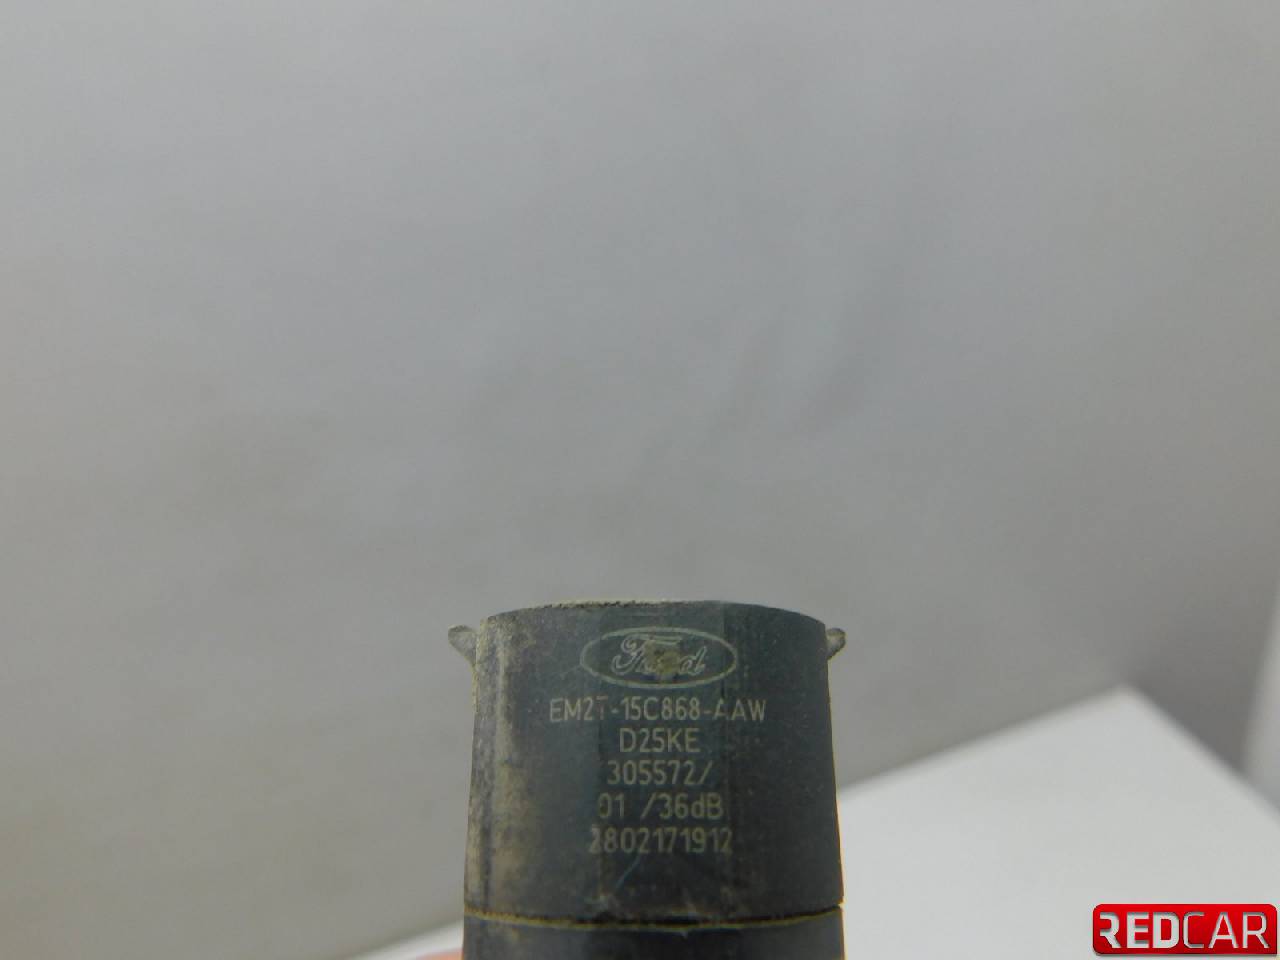 Ford
EM2T-15C868-AAW
D25KE
305572/
01 /36dB
2802171912
REDCAR